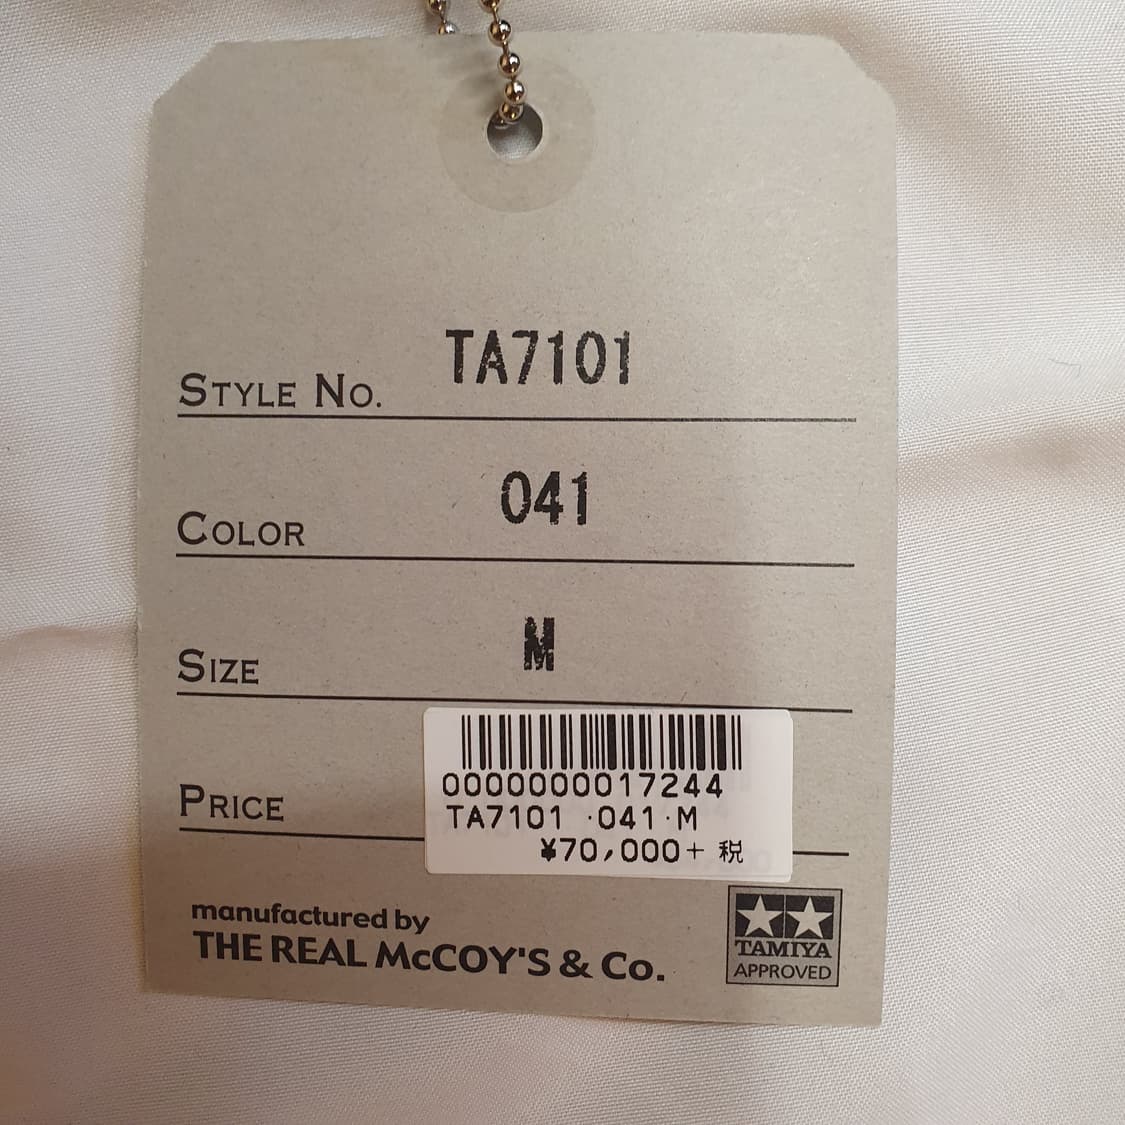 TA7101
STYLE NO.
041
COLOR
M
SIZE
0000000017244
TA7101 ·041·M
PRICE
¥70,000+ 税
manufactured by
THE REAL McCOY'S & Co.
TAMIYA
APPROVED